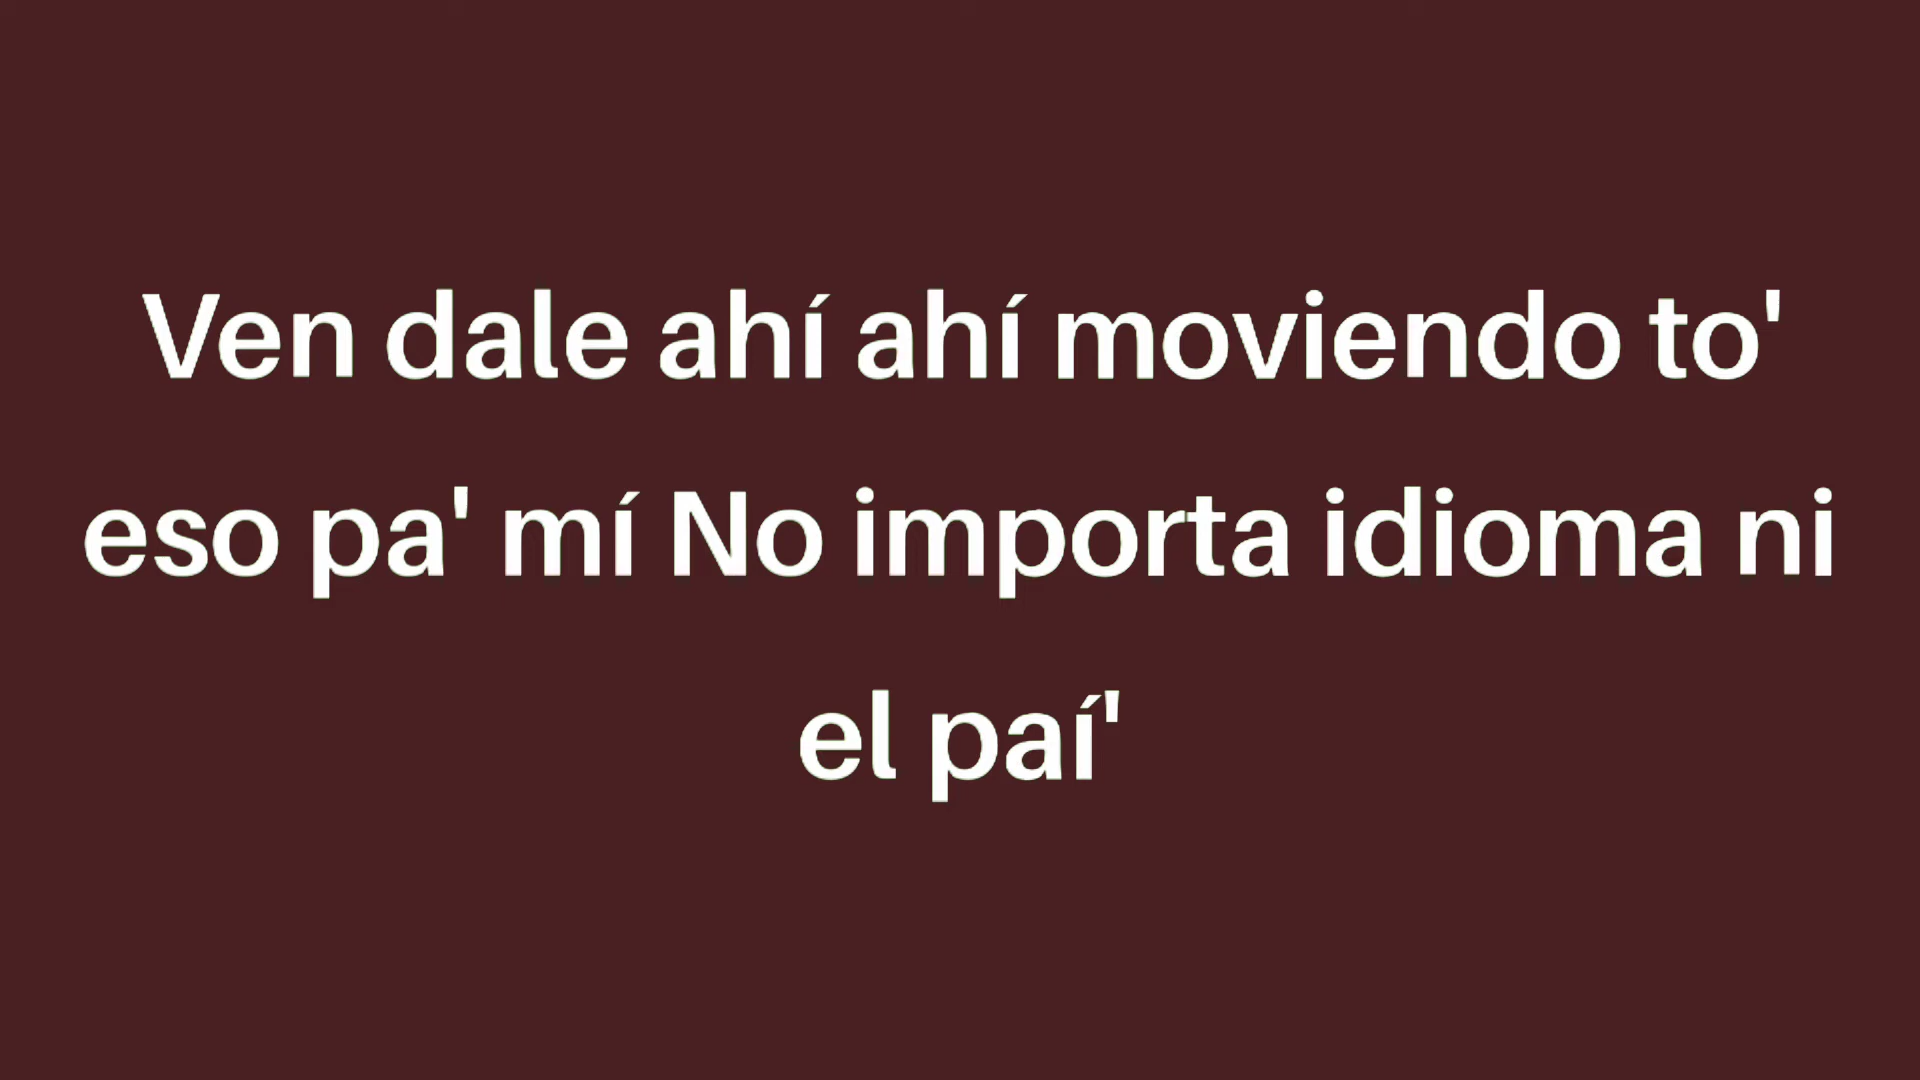 Ven dale ahí ahí moviendo to'
eso pa' mí No importa idioma ni
el paí'